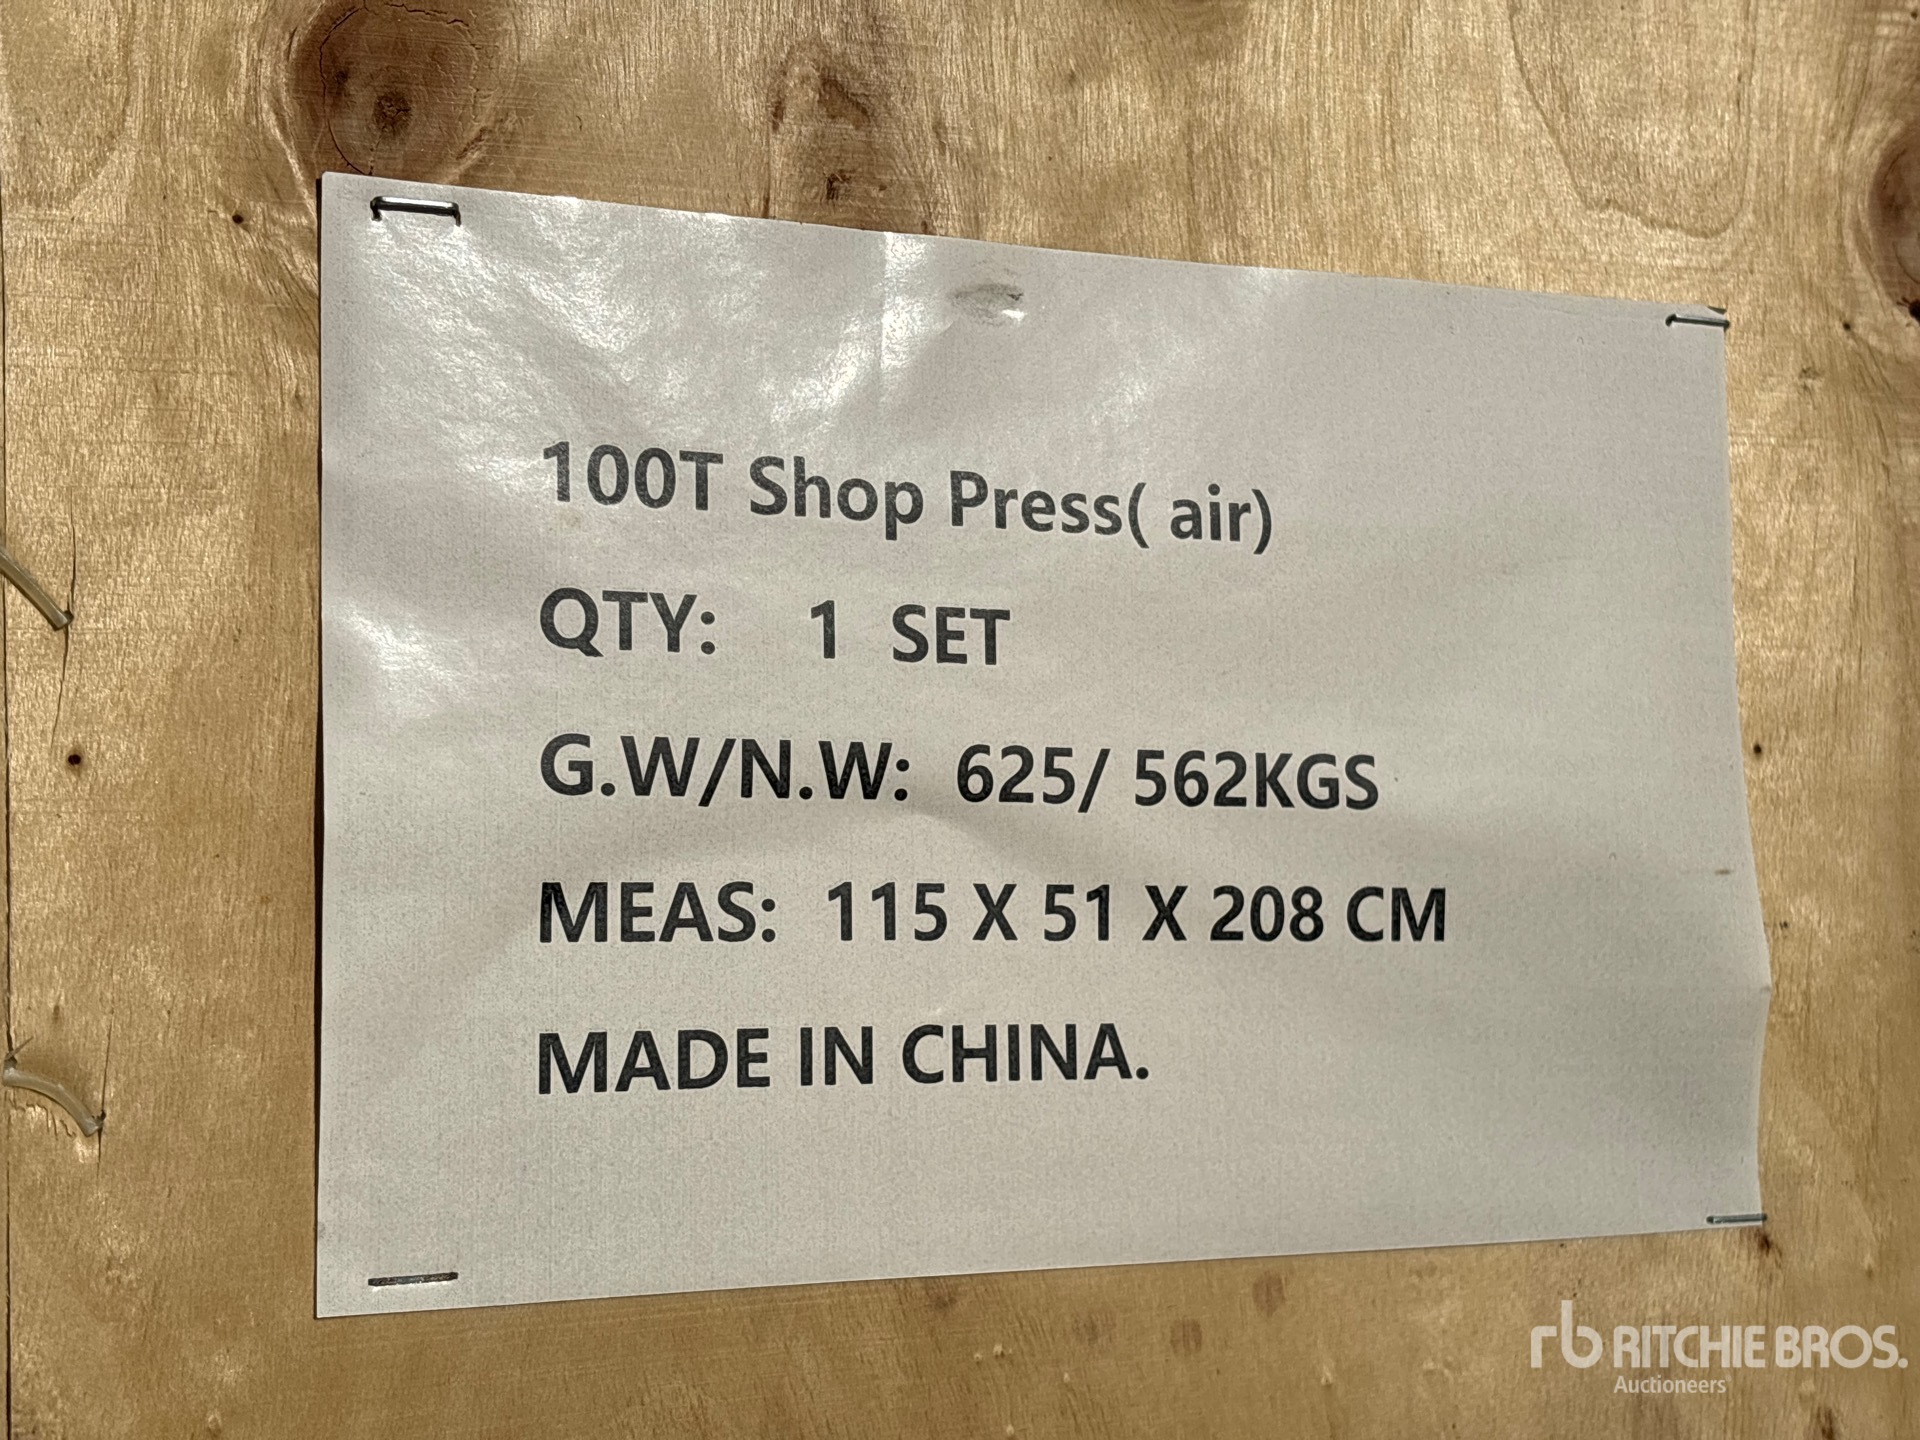 100T Shop Press( air)
QTY: 1 SET
G.W/N.W: 625/ 562KGS
MEAS: 115 X 51 X 208 CM
MADE IN CHINA.
rb RITCHIE BROS.
Auctioneers